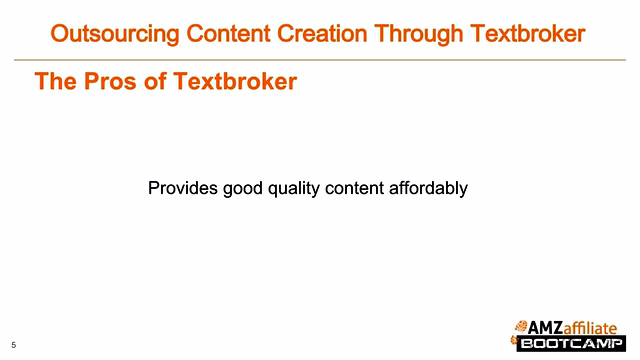 Outsourcing Content Creation Through Textbroker
The Pros of Textbroker
Provides good quality content affordably
5
AMZaffiliate
BOOTCAMP